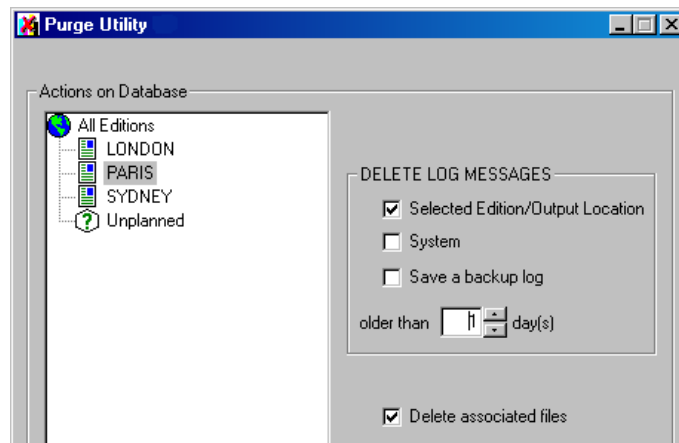 Purge Utility
Actions on Database
All Editions
LONDON
PARIS
SYDNEY
? Unplanned
DELETE LOG MESSAGES
Selected Edition/Output Location
System
Save a backup log
older than 1 day(s)
Delete associated files